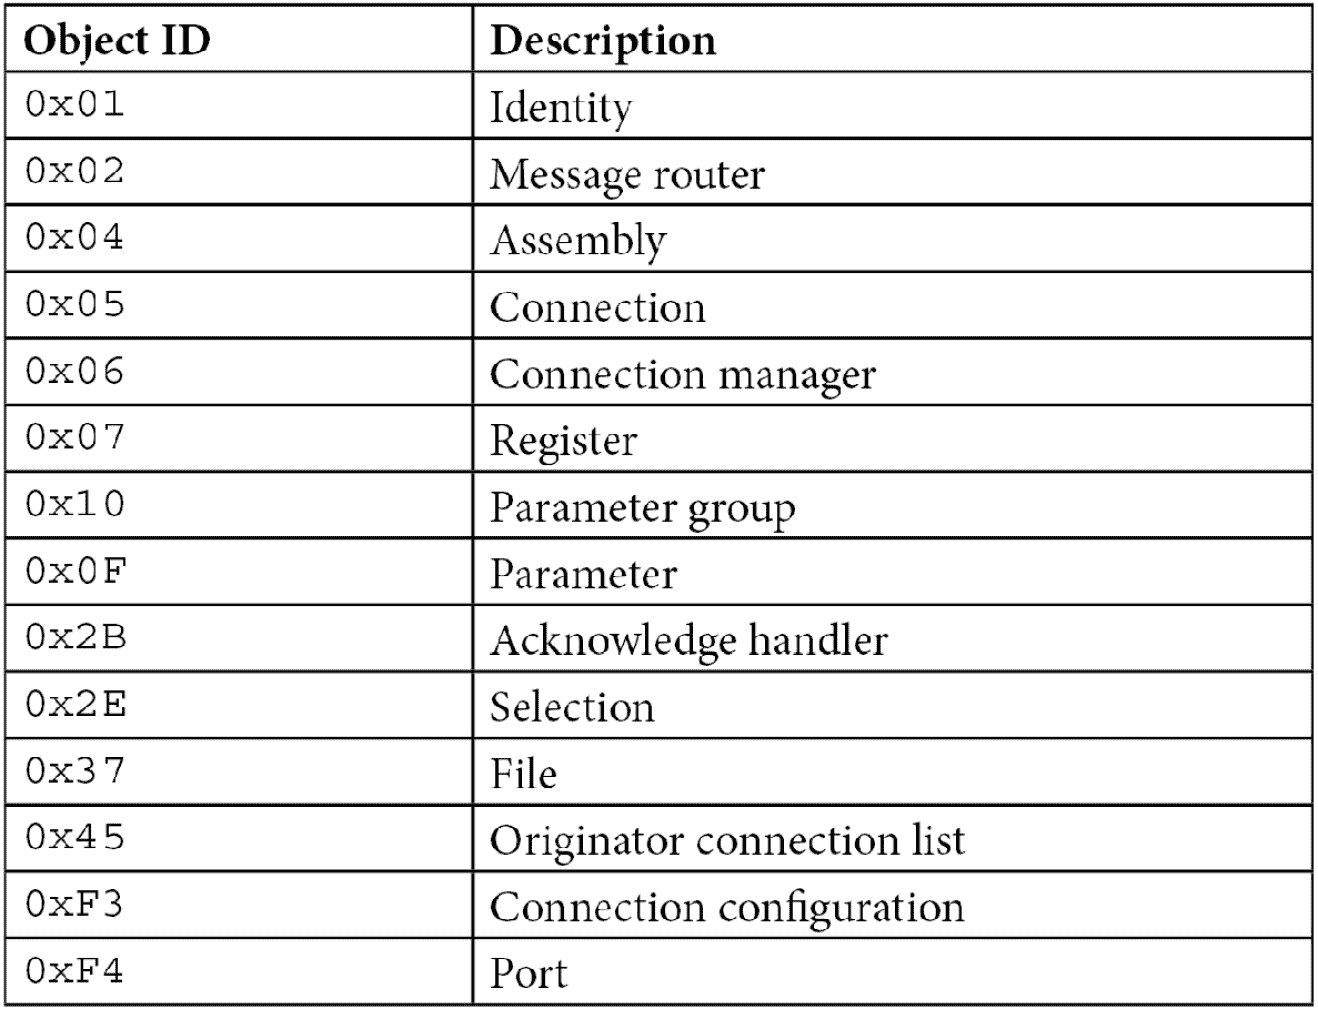 Object ID Description
0x01 Identity
0x02 Message router
0x04 Assembly
0x05 Connection
0x06 Connection manager
0x07 Register
0x10 Parameter group
0x0F Parameter
0x2B Acknowledge handler
0x2E Selection
0x37 File
0x45 Originator connection list
0xF3 Connection configuration
0xF4 Port